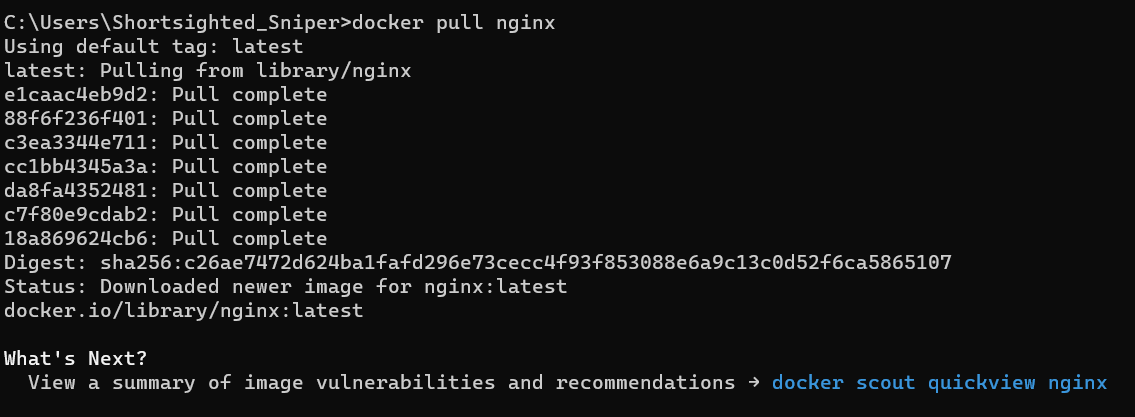 C:\Users\Shortsighted_Sniper>docker pull nginx
Using default tag: latest
latest: Pulling from library/nginx
e1caac4eb9d2: Pull complete
88f6f236f401: Pull complete
c3ea3344e711: Pull complete
cc1bb4345a3a: Pull complete
da8fa4352481: Pull complete
c7f80e9cdab2: Pull complete
18a869624cb6: Pull complete
Digest: sha256:c26ae7472d624ba1fafd296e73cecc4f93f853088e6a9c13c0d52f6ca5865107
Status: Downloaded newer image for nginx:latest
docker.io/library/nginx:latest
What's Next?
View a summary of image vulnerabilities and recommendations → docker scout quickview nginx